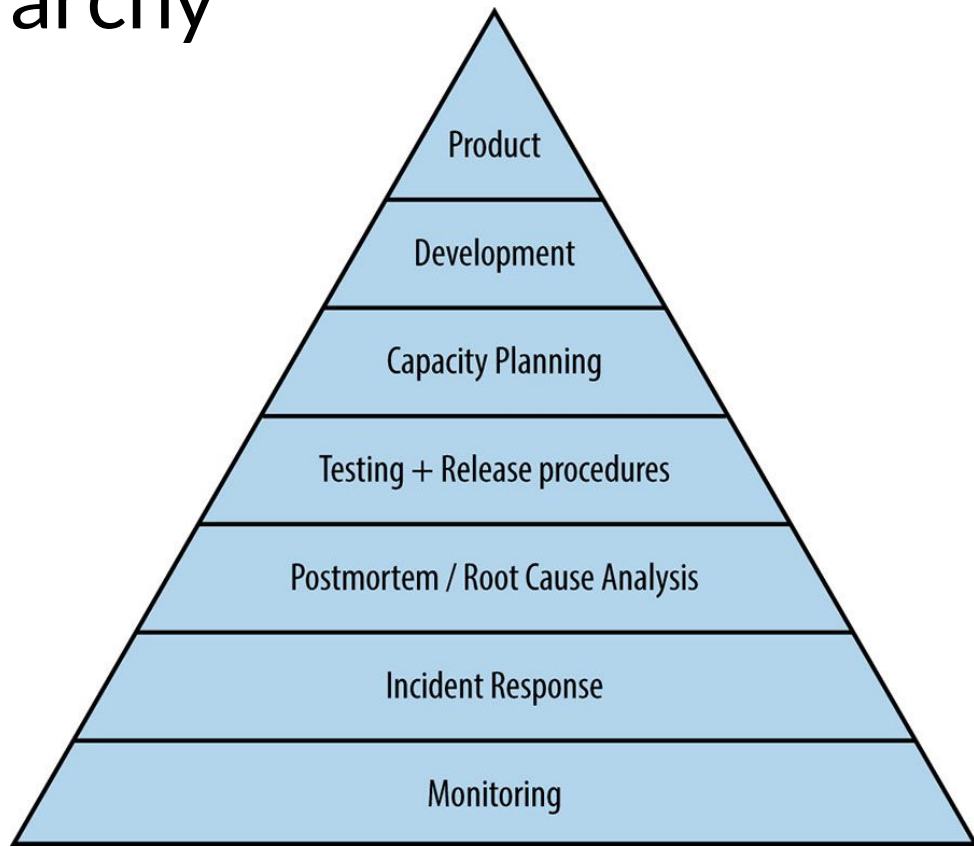 archy
Product
Development
Capacity Planning
Testing + Release procedures
Postmortem / Root Cause Analysis
Incident Response
Monitoring